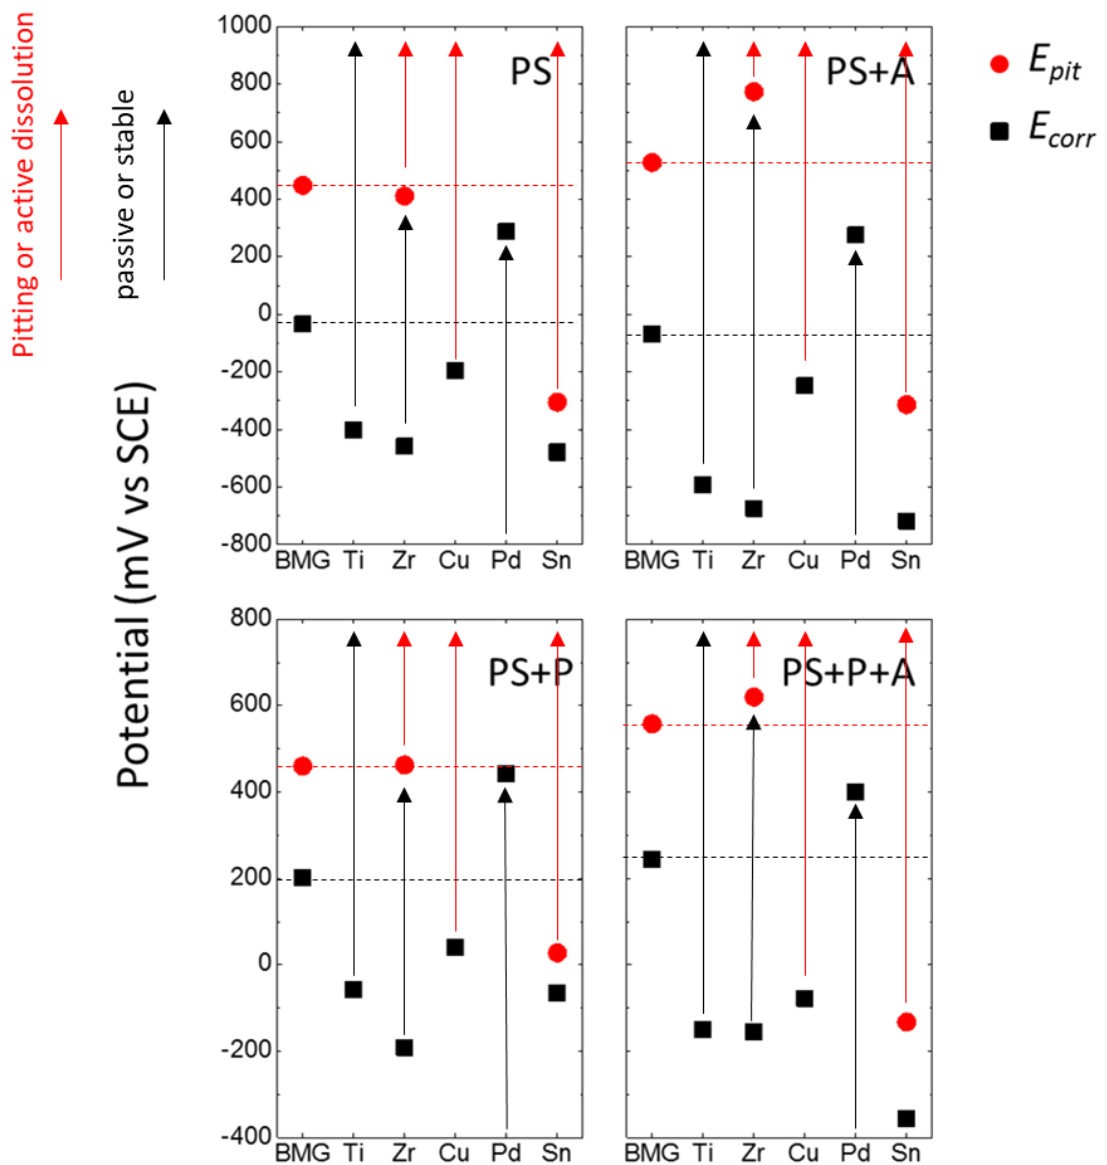 Pitting or active dissolution
passive or stable
Potential (mV vs SCE)
1000
800
600
400
200
0
-200
-400
-600
-800
PS
BMG Ti Zr Cu Pd Sn
PS+A
BMG Ti Zr Cu Pd Sn
E_pit
E_corr
800
600
400
200
0
-200
-400
PS+P
BMG Ti Zr Cu Pd Sn
PS+P+A
BMG Ti Zr Cu Pd Sn